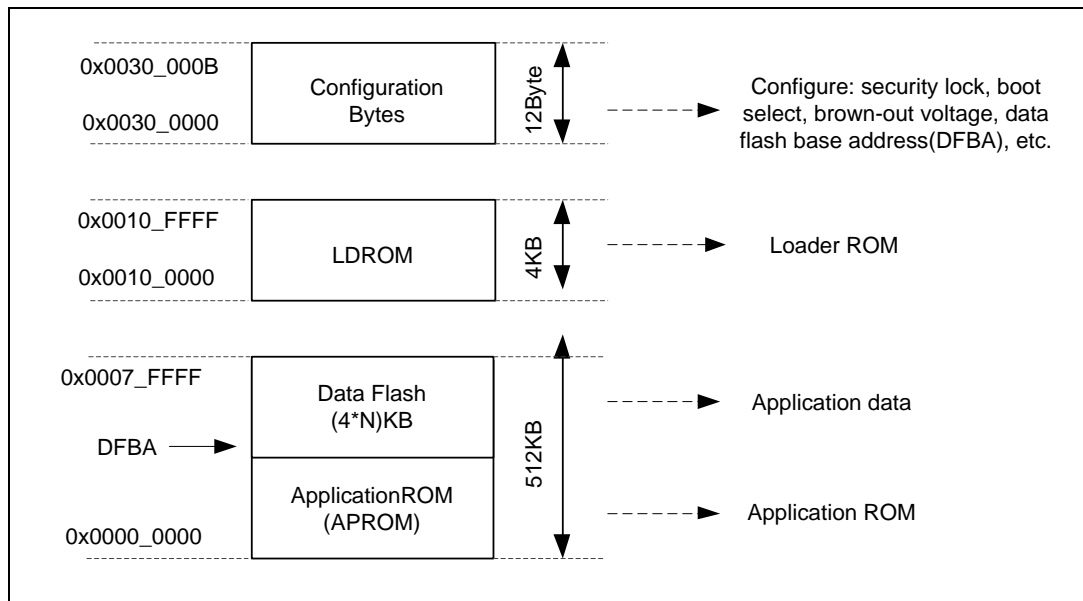 0x0030_000B
0x0030_0000
Configuration
Bytes
12Byte
Configure: security lock, boot
select, brown-out voltage, data
flash base address(DFBA), etc.
0x0010_FFFF
0x0010_0000
LDROM
4KB
Loader ROM
0x0007_FFFF
DFBA
0x0000_0000
Data Flash
(4*N)KB
ApplicationROM
(APROM)
512KB
Application data
Application ROM